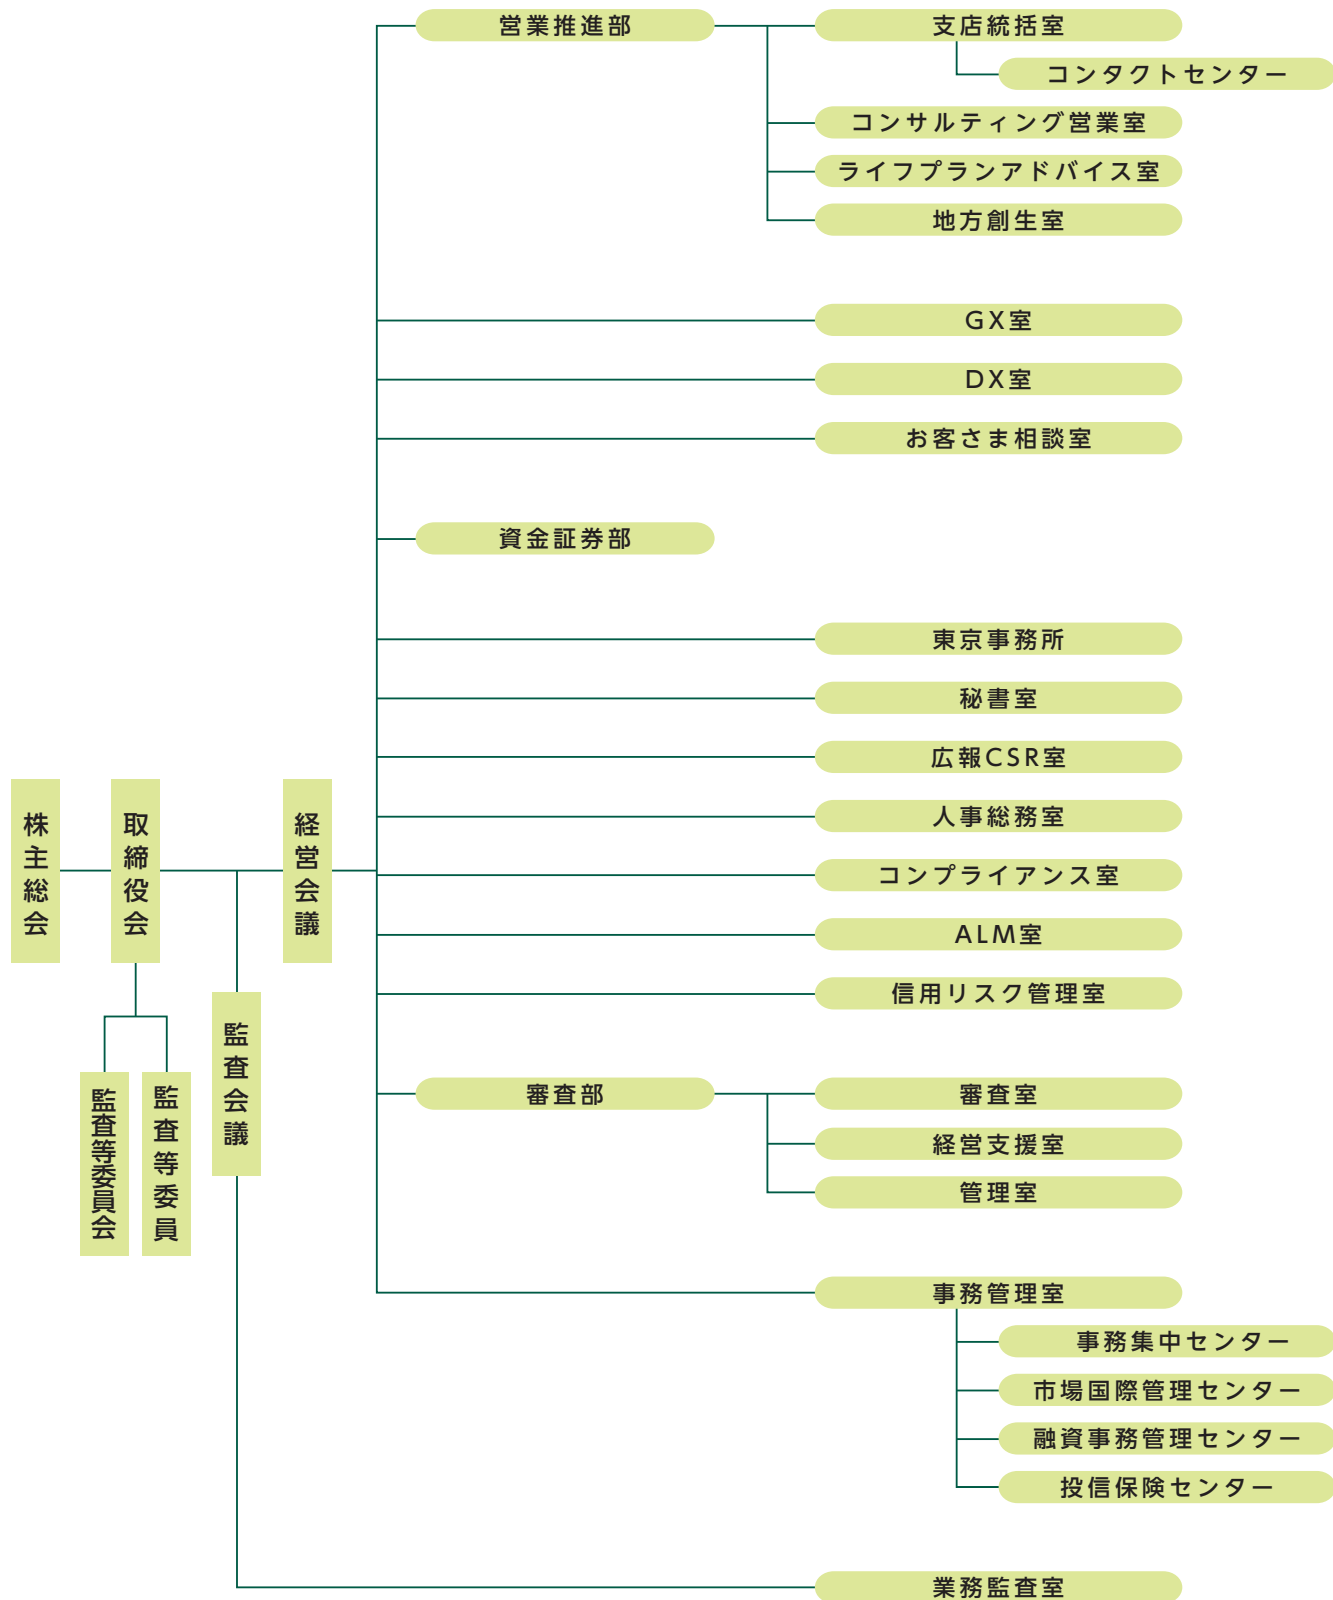 営業推進部
支店統括室
コンタクトセンター
コンサルティング営業室
ライフプランアドバイス室
地方創生室
GX室
DX室
お客さま相談室
資金証券部
東京事務所
秘書室
広報CSR室
人事総務室
コンプライアンス室
ALM室
信用リスク管理室
株主総会
取締役会
経営会議
監査会議
監査等委員会
監査等委員
審査部
審査室
経営支援室
管理室
事務管理室
事務集中センター
市場国際管理センター
融資事務管理センター
投信保険センター
業務監査室